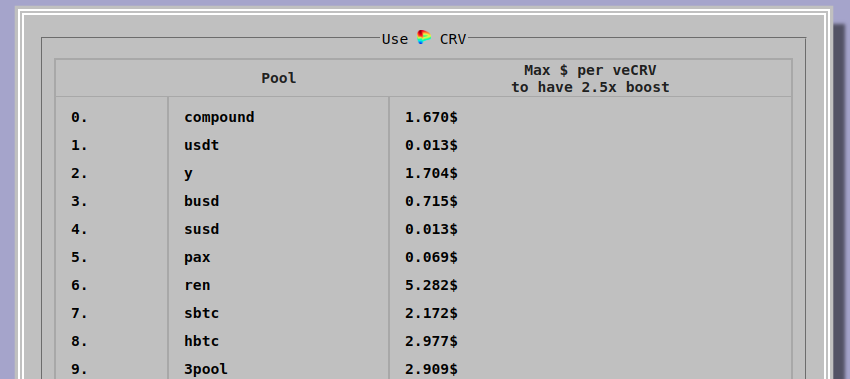 Use CRV
Pool
Max $ per veCRV
to have 2.5x boost
0. compound 1.670$
1. usdt 0.013$
2. y 1.704$
3. busd 0.715$
4. susd 0.013$
5. pax 0.069$
6. ren 5.282$
7. sbtc 2.172$
8. hbtc 2.977$
9. 3pool 2.909$